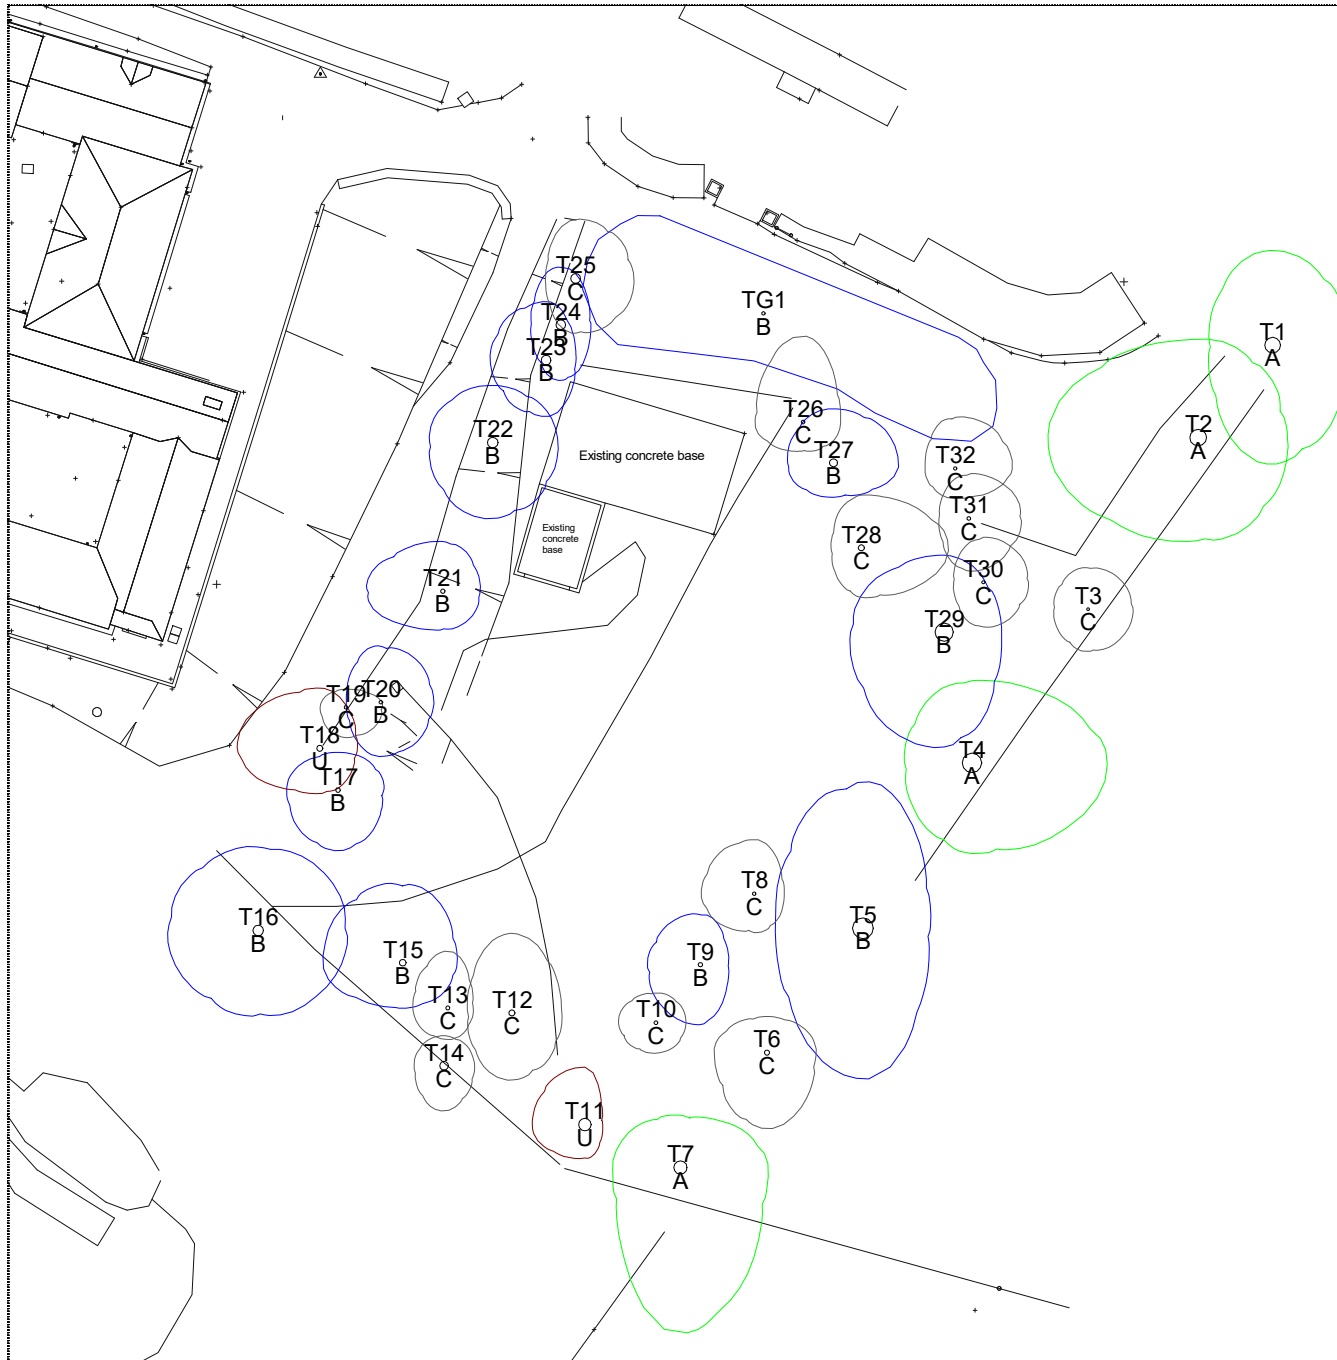 T25
C
TG1
B
T24
B
T23
B
T1
A
T2
A
T26
C
T27
B
T22
B
Existing concrete base
T32
C
T31
C
Existing
concrete
base
T28
C
T21
B
T30
C
T3
C
T29
B
T19
C
T20
B
T18
U
T17
B
T4
A
T8
C
T5
B
T16
B
T15
B
T9
B
T13
C
T12
C
T10
C
T14
C
T6
C
T11
U
T7
A